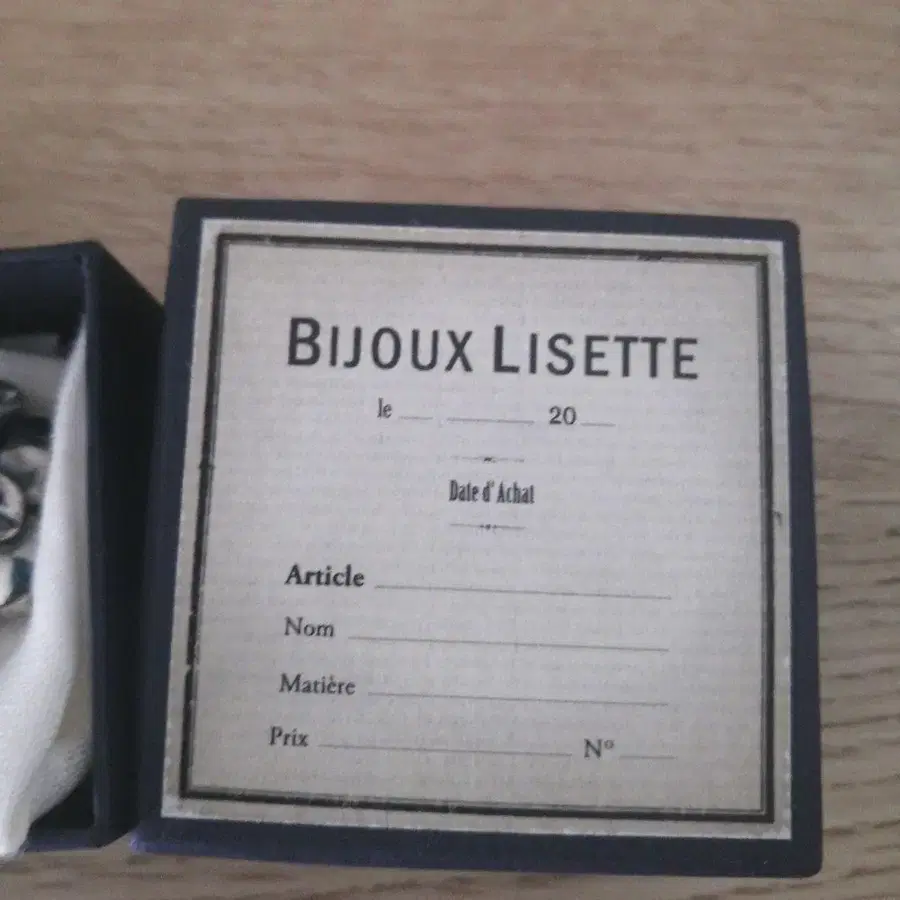 BIJOUX LISETTE
le 20
Date d'Achat
Article
Nom
Matière
Prix N°